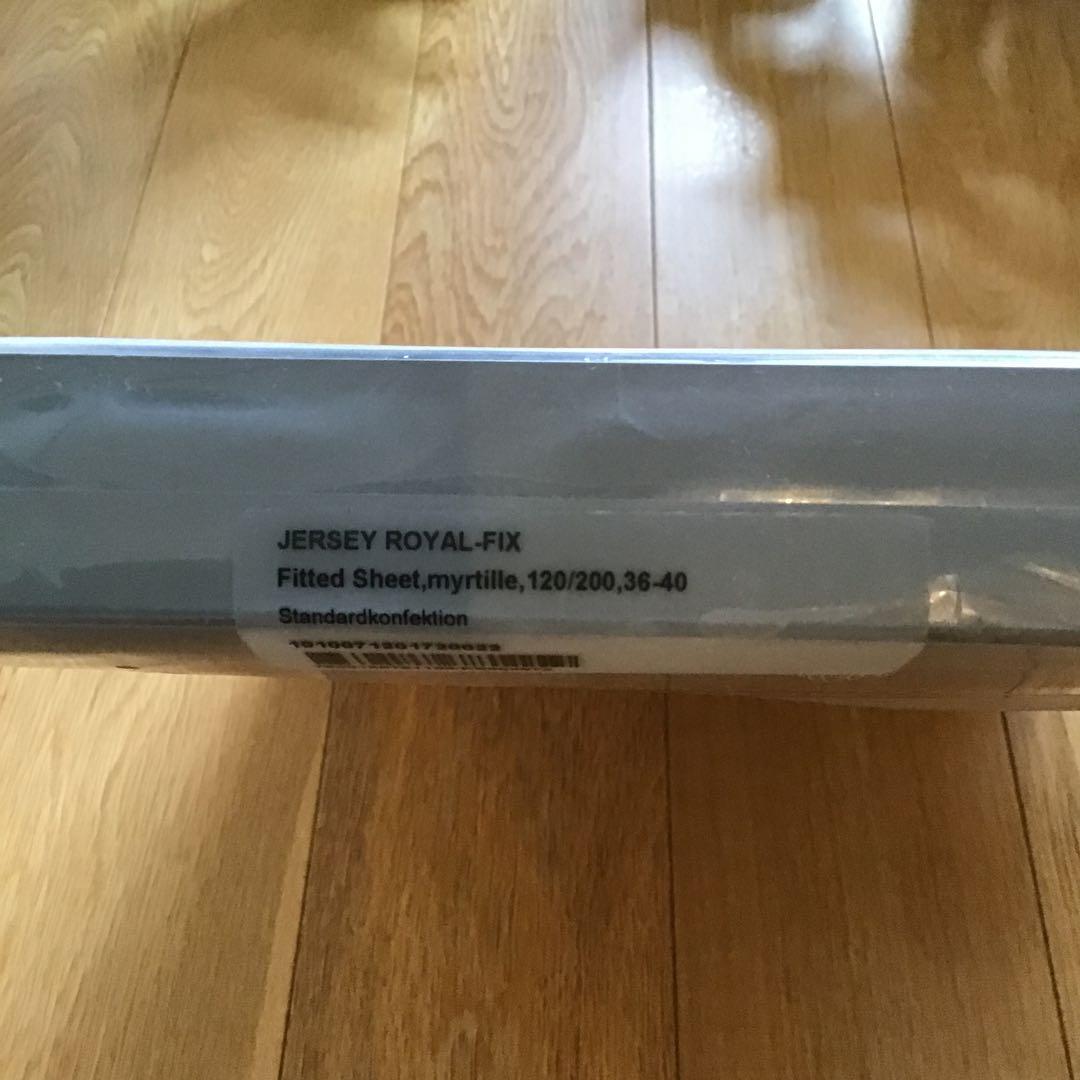 JERSEY ROYAL-FIX
Fitted Sheet,myrtille,120/200,36-40
Standardkonfektion